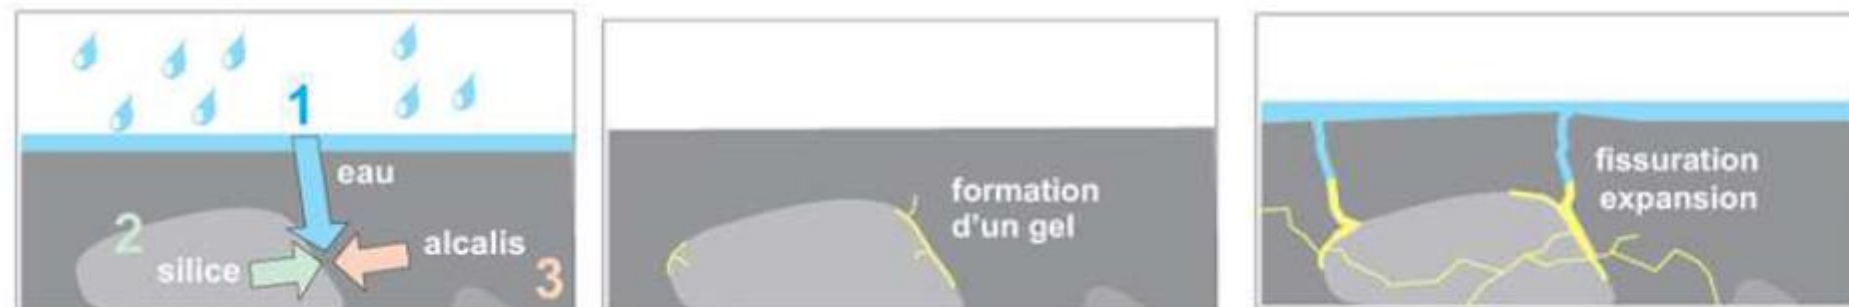 1
eau
2
silice
alcalis
3
formation
d'un gel
fissuration
expansion